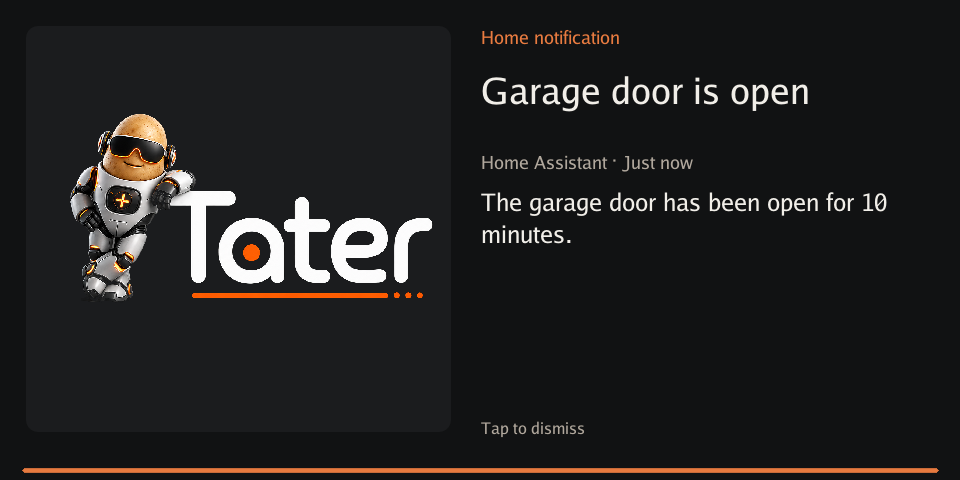 Home notification
Garage door is open
Home Assistant · Just now
The garage door has been open for 10
minutes.
Tap to dismiss
Tater